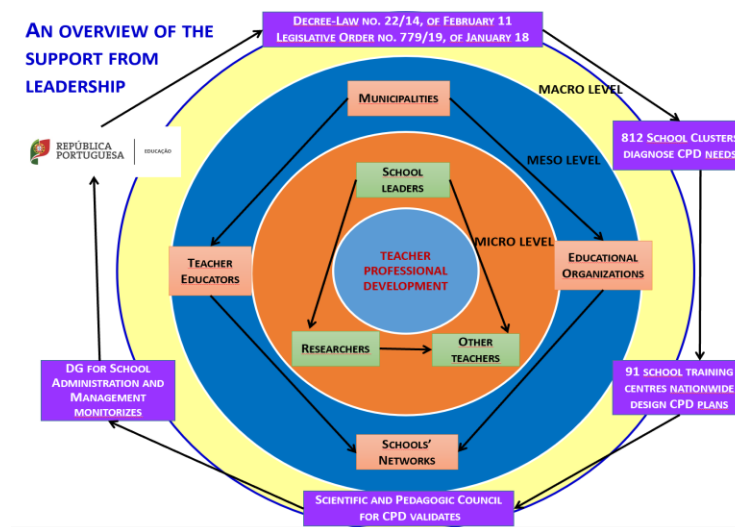 AN OVERVIEW OF THE
SUPPORT FROM
LEADERSHIP
DECREE-LAW NO. 22/14, OF FEBRUARY 11
LEGISLATIVE ORDER NO. 779/19, OF JANUARY 18
MACRO LEVEL
MUNICIPALITIES
REPÚBLICA
PORTUGUESA
EDUCAÇÃO
812 SCHOOL CLUSTERS
DIAGNOSE CPD NEEDS
MESO LEVEL
SCHOOL
LEADERS
MICRO LEVEL
TEACHER
PROFESSIONAL
DEVELOPMENT
TEACHER
EDUCATORS
EDUCATIONAL
ORGANIZATIONS
RESEARCHERS
OTHER
TEACHERS
DG FOR SCHOOL
ADMINISTRATION AND
MANAGEMENT
MONITORIZES
91 SCHOOL TRAINING
CENTRES NATIONWIDE
DESIGN CPD PLANS
SCHOOLS'
NETWORKS
SCIENTIFIC AND PEDAGOGIC COUNCIL
FOR CPD VALIDATES